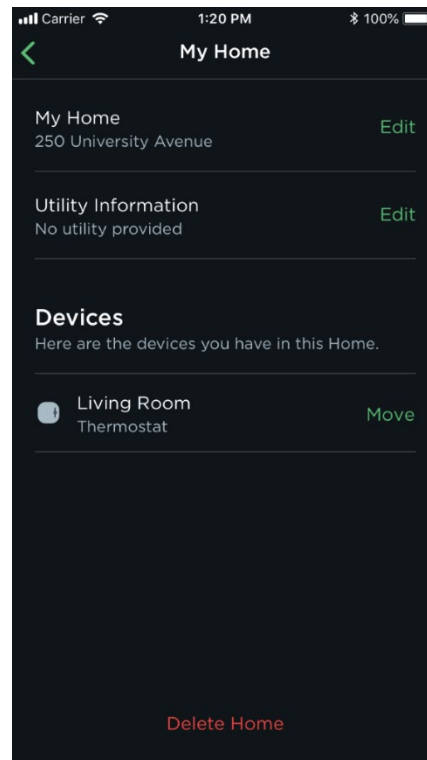 Carrier 1:20 PM 100%
My Home
My Home
250 University Avenue
Edit
Utility Information
No utility provided
Edit
Devices
Here are the devices you have in this Home.
Living Room
Thermostat
Move
Delete Home